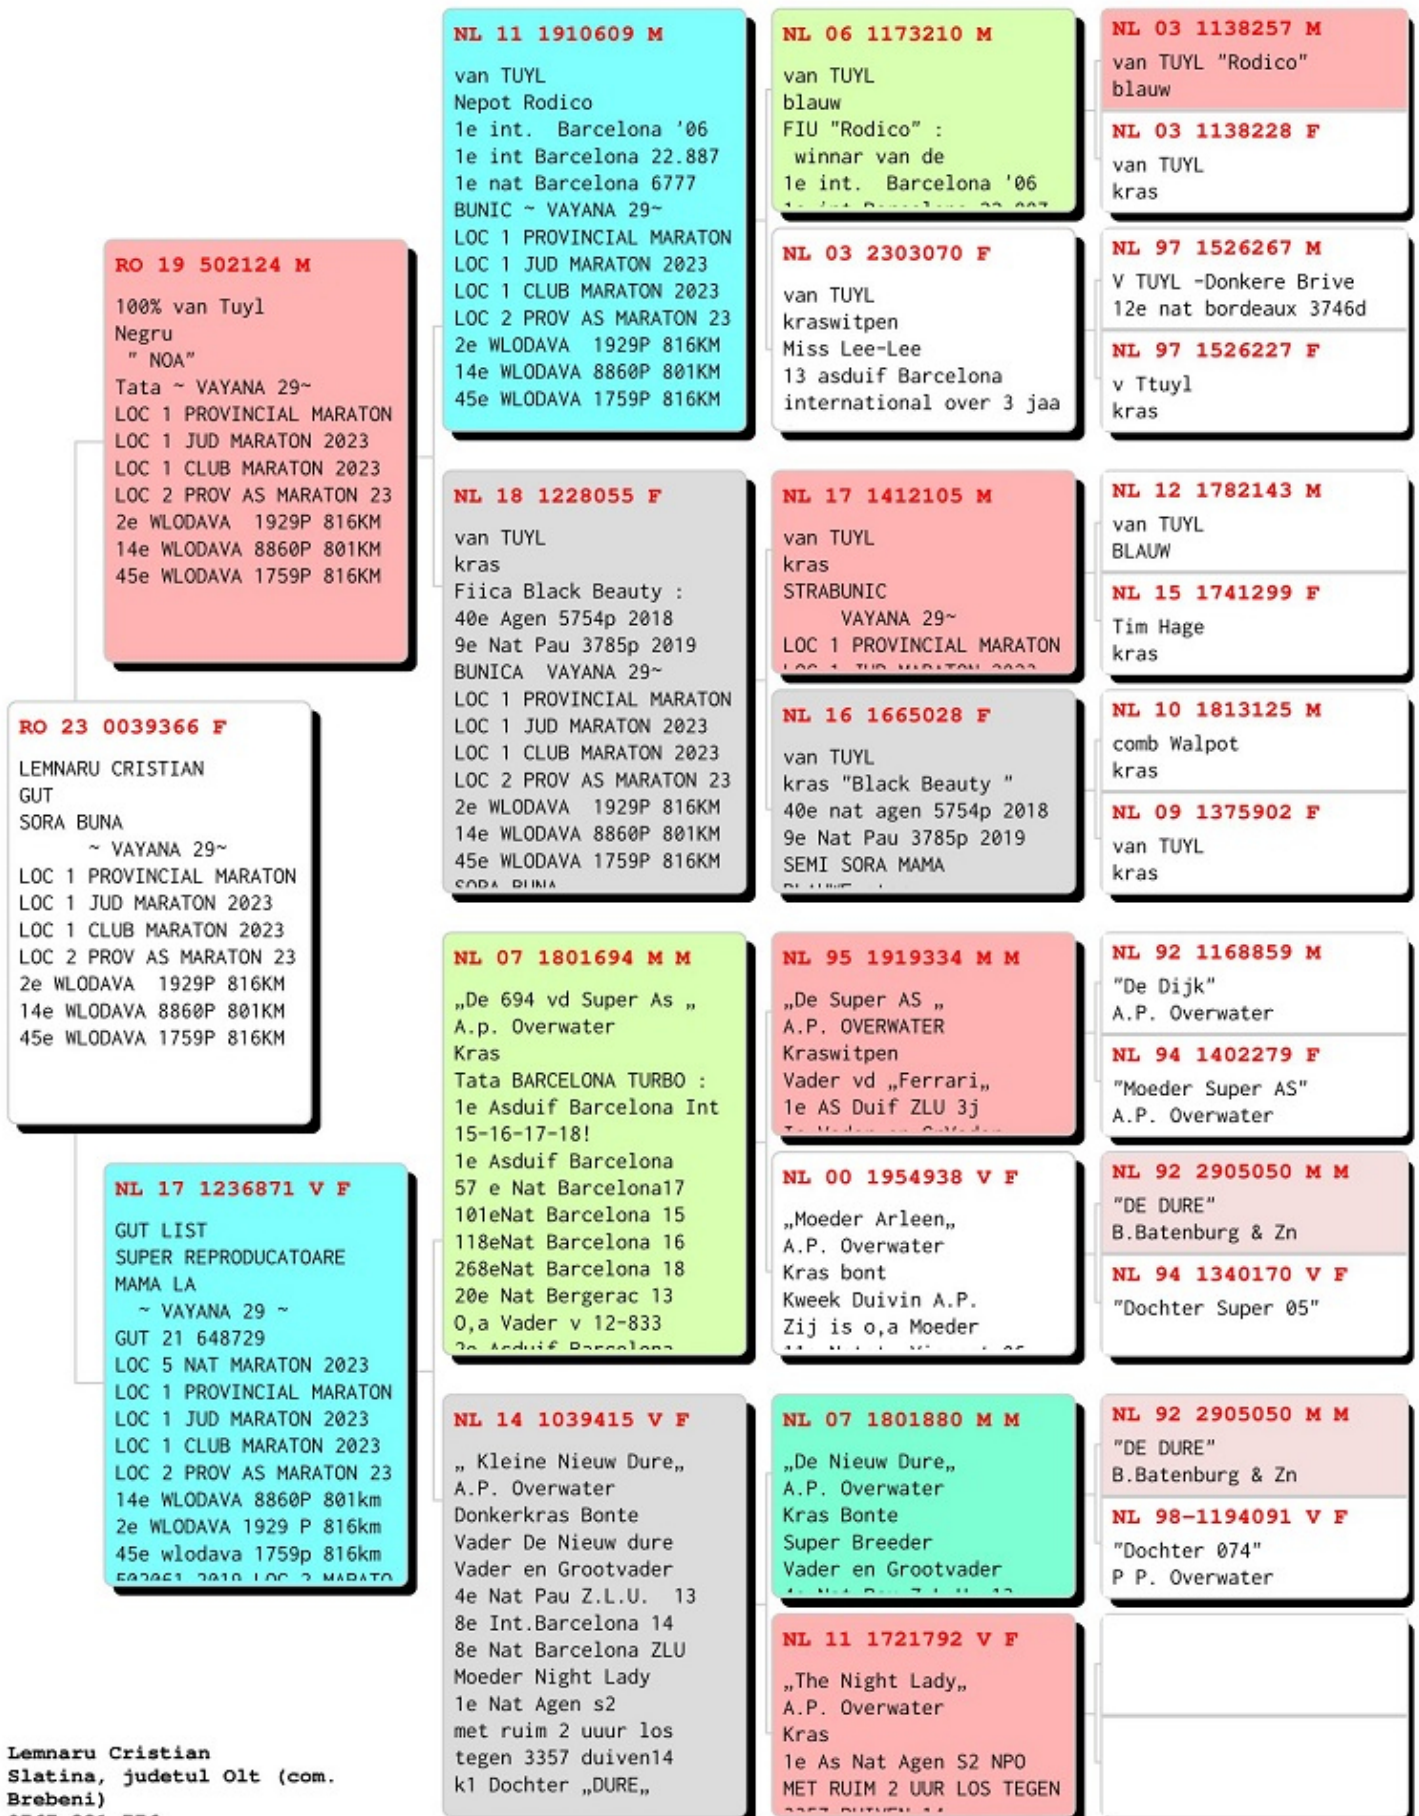 RO 23 0039366 F
LEMNARU CRISTIAN
GUT
SORA BUNA
~ VAYANA 29~
LOC 1 PROVINCIAL MARATON
LOC 1 JUD MARATON 2023
LOC 1 CLUB MARATON 2023
LOC 2 PROV AS MARATON 23
2e WLODAVA 1929P 816KM
14e WLODAVA 8860P 801KM
45e WLODAVA 1759P 816KM
RO 19 502124 M
100% van Tuyl
Negru
" NOA"
Tata ~ VAYANA 29~
LOC 1 PROVINCIAL MARATON
LOC 1 JUD MARATON 2023
LOC 1 CLUB MARATON 2023
LOC 2 PROV AS MARATON 23
2e WLODAVA 1929P 816KM
14e WLODAVA 8860P 801KM
45e WLODAVA 1759P 816KM
NL 17 1236871 V F
GUT LIST
SUPER REPRODUCATOARE
MAMA LA
~ VAYANA 29 ~
GUT 21 648729
LOC 5 NAT MARATON 2023
LOC 1 PROVINCIAL MARATON
LOC 1 JUD MARATON 2023
LOC 1 CLUB MARATON 2023
LOC 2 PROV AS MARATON 23
14e WLODAVA 8860P 801km
2e WLODAVA 1929 P 816km
45e wlodava 1759p 816km
502061 2019 LOC 2 MARATO
NL 11 1910609 M
van TUYL
Nepot Rodico
1e int. Barcelona '06
1e int Barcelona 22.887
1e nat Barcelona 6777
BUNIC ~ VAYANA 29~
LOC 1 PROVINCIAL MARATON
LOC 1 JUD MARATON 2023
LOC 1 CLUB MARATON 2023
LOC 2 PROV AS MARATON 23
2e WLODAVA 1929P 816KM
14e WLODAVA 8860P 801KM
45e WLODAVA 1759P 816KM
NL 18 1228055 F
van TUYL
kras
Fiica Black Beauty :
40e Agen 5754p 2018
9e Nat Pau 3785p 2019
BUNICA VAYANA 29~
LOC 1 PROVINCIAL MARATON
LOC 1 JUD MARATON 2023
LOC 1 CLUB MARATON 2023
LOC 2 PROV AS MARATON 23
2e WLODAVA 1929P 816KM
14e WLODAVA 8860P 801KM
45e WLODAVA 1759P 816KM
SORA BUNA
NL 07 1801694 M M
„De 694 vd Super As „
A.p. Overwater
Kras
Tata BARCELONA TURBO :
1e Asduif Barcelona Int
15-16-17-18!
1e Asduif Barcelona
57 e Nat Barcelona17
101eNat Barcelona 15
118eNat Barcelona 16
268eNat Barcelona 18
20e Nat Bergerac 13
O,a Vader v 12-833
2e Asduif Barcelona
NL 14 1039415 V F
„ Kleine Nieuw Dure„
A.P. Overwater
Donkerkras Bonte
Vader De Nieuw dure
Vader en Grootvader
4e Nat Pau Z.L.U. 13
8e Int.Barcelona 14
8e Nat Barcelona ZLU
Moeder Night Lady
1e Nat Agen s2
met ruim 2 uuur los
tegen 3357 duiven14
k1 Dochter „DURE„
NL 06 1173210 M
van TUYL
blauw
FIU "Rodico" :
winnar van de
1e int. Barcelona '06
1e int Barcelona 22.887
NL 03 2303070 F
van TUYL
kraswitpen
Miss Lee-Lee
13 asduif Barcelona
international over 3 jaa
NL 17 1412105 M
van TUYL
kras
STRABUNIC
VAYANA 29~
LOC 1 PROVINCIAL MARATON
LOC 1 JUD MARATON 2023
NL 16 1665028 F
van TUYL
kras "Black Beauty "
40e nat agen 5754p 2018
9e Nat Pau 3785p 2019
SEMI SORA MAMA
NL 95 1919334 M M
„De Super AS „
A.P. OVERWATER
Kraswitpen
Vader vd „Ferrari„
1e AS Duif ZLU 3j
NL 00 1954938 V F
„Moeder Arleen„
A.P. Overwater
Kras bont
Kweek Duivin A.P.
Zij is o,a Moeder
NL 07 1801880 M M
„De Nieuw Dure„
A.P. Overwater
Kras Bonte
Super Breeder
Vader en Grootvader
4e Nat Pau Z.L.U. 13
NL 11 1721792 V F
„The Night Lady„
A.P. Overwater
Kras
1e As Nat Agen S2 NPO
MET RUIM 2 UUR LOS TEGEN
3357 DUIVEN 14
NL 03 1138257 M
van TUYL "Rodico"
blauw
NL 03 1138228 F
van TUYL
kras
NL 97 1526267 M
V TUYL -Donkere Brive
12e nat bordeaux 3746d
NL 97 1526227 F
v Ttuyl
kras
NL 12 1782143 M
van TUYL
BLAUW
NL 15 1741299 F
Tim Hage
kras
NL 10 1813125 M
comb Walpot
kras
NL 09 1375902 F
van TUYL
kras
NL 92 1168859 M
"De Dijk"
A.P. Overwater
NL 94 1402279 F
"Moeder Super AS"
A.P. Overwater
NL 92 2905050 M M
"DE DURE"
B.Batenburg & Zn
NL 94 1340170 V F
"Dochter Super 05"
NL 92 2905050 M M
"DE DURE"
B.Batenburg & Zn
NL 98-1194091 V F
"Dochter 074"
P P. Overwater
Lemnaru Cristian
Slatina, judetul Olt (com.
Brebeni)